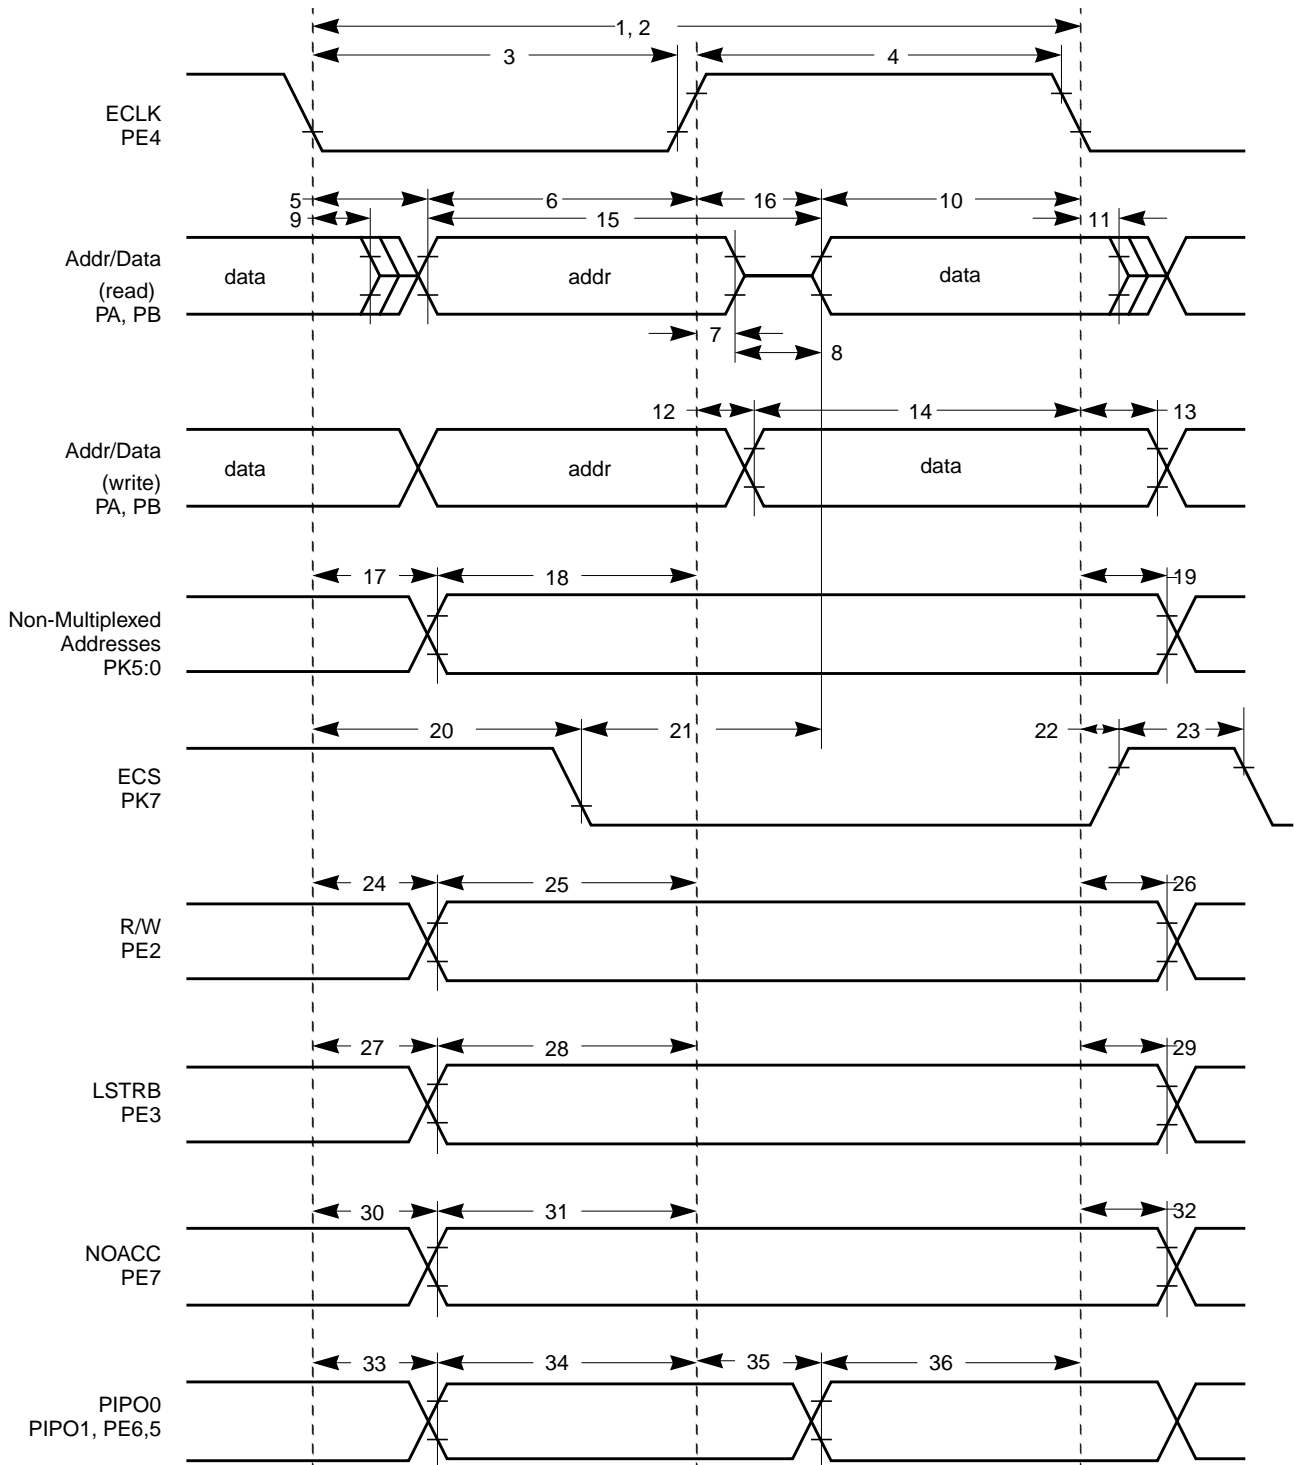 1, 2
3
4
ECLK
PE4
5
6
16
10
9
15
11
Addr/Data
(read)
PA, PB
data
addr
data
7
8
12
14
13
Addr/Data
(write)
PA, PB
data
addr
data
17
18
19
Non-Multiplexed
Addresses
PK5:0
20
21
22
23
ECS
PK7
24
25
26
R/W
PE2
27
28
29
LSTRB
PE3
30
31
32
NOACC
PE7
33
34
35
36
PIPO0
PIPO1, PE6,5